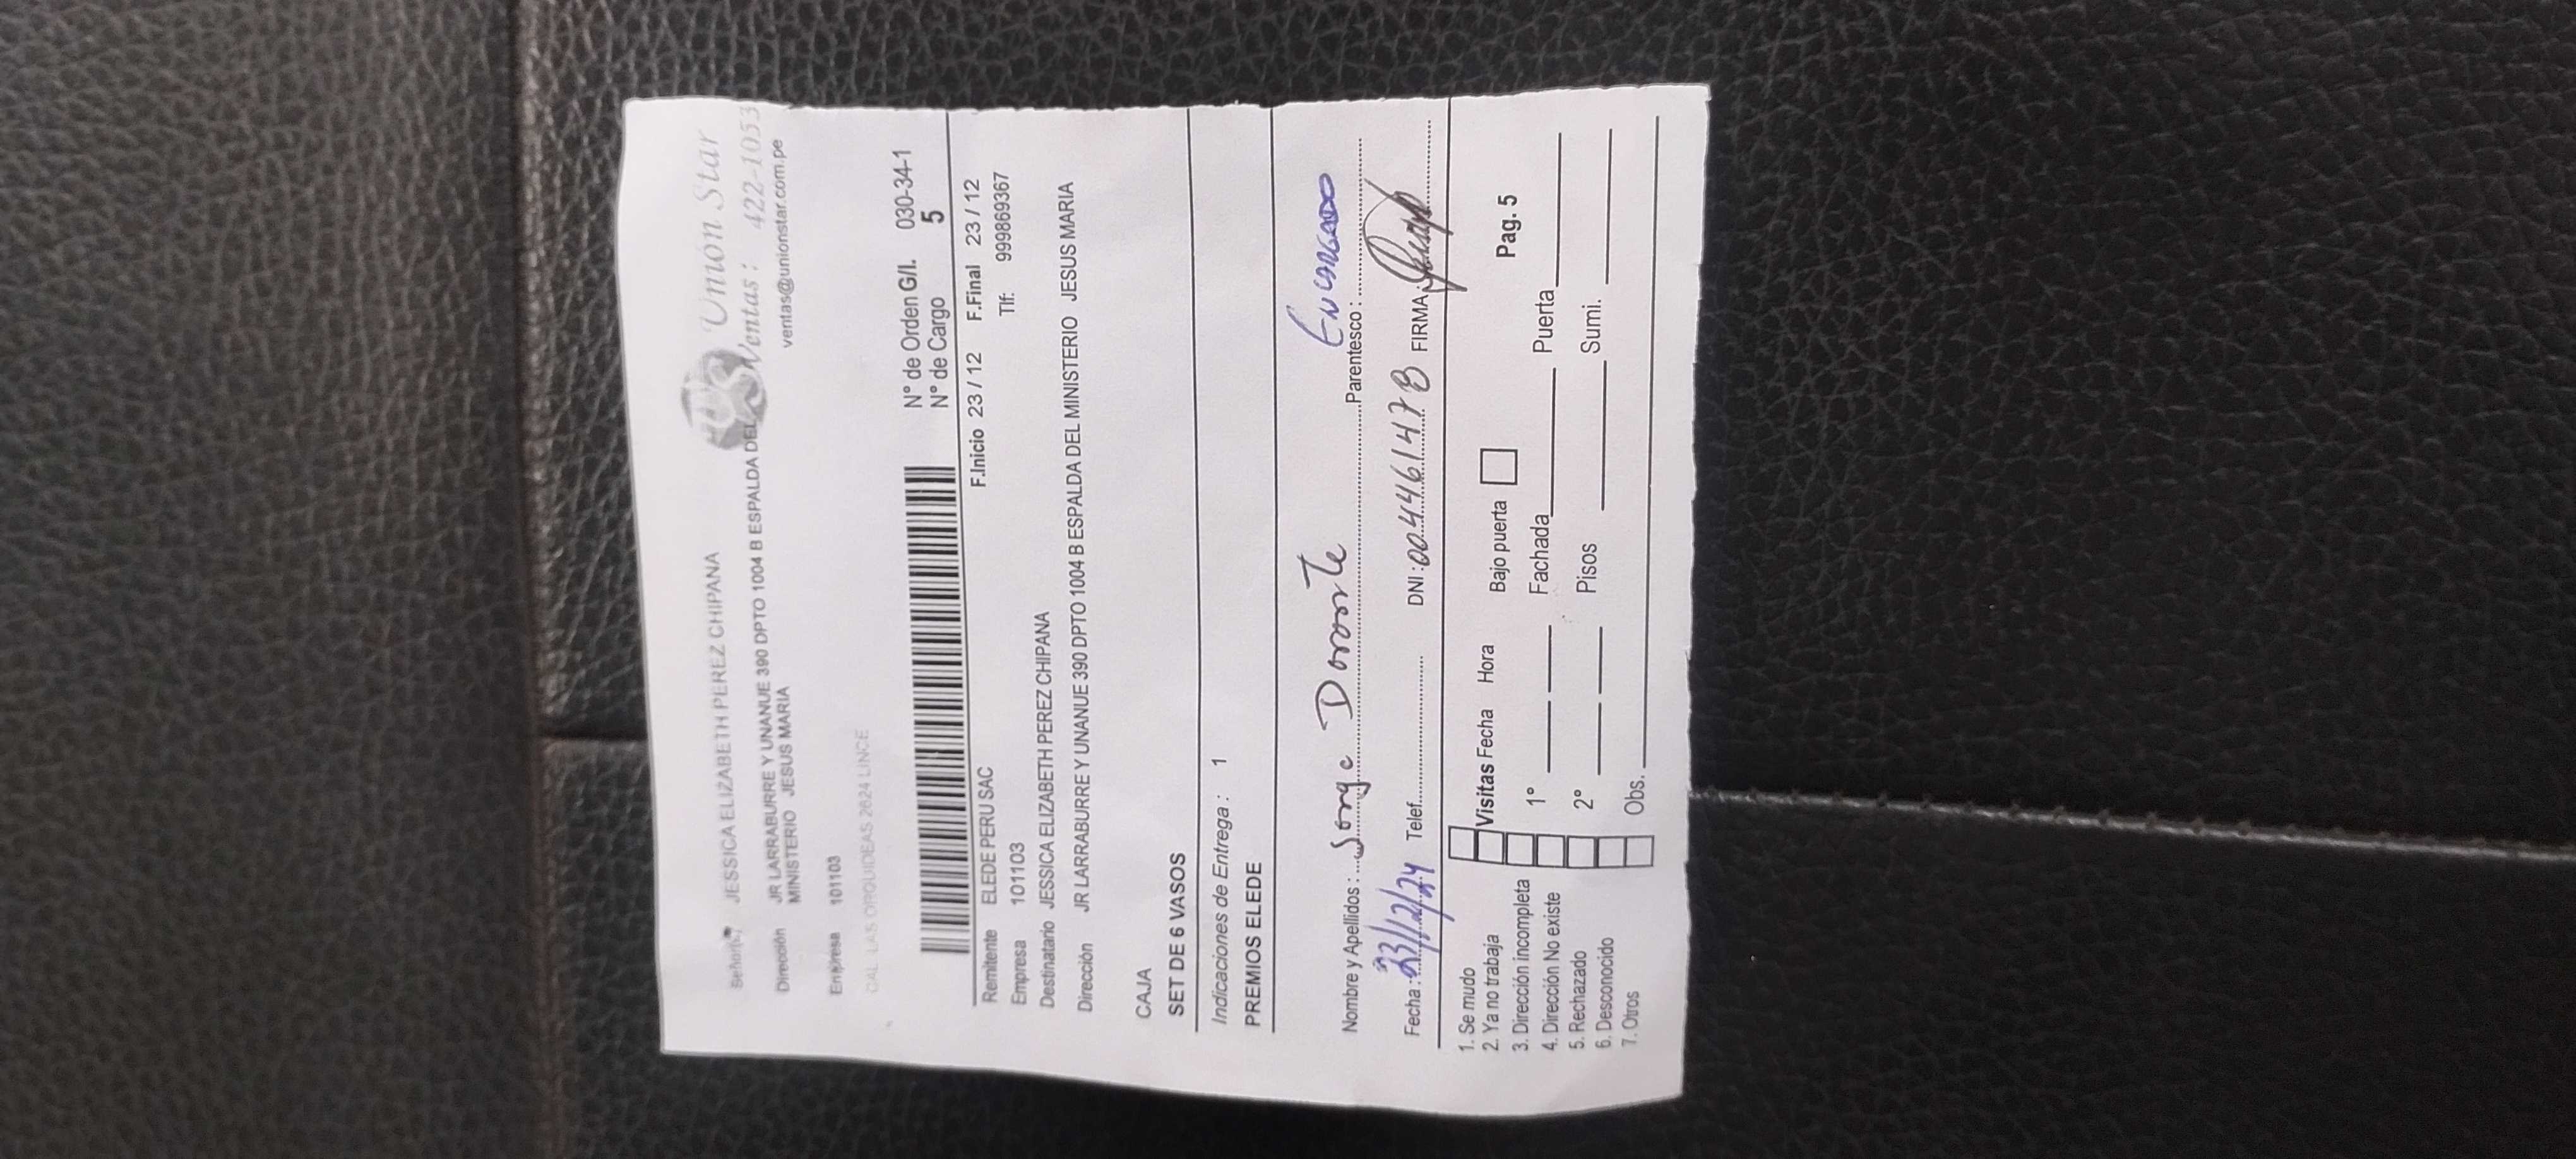 Unión Star
Señor(a) JESSICA ELIZABETH PEREZ CHIPANA
Ventas : 422-1053
Dirección JR LARRABURRE Y UNANUE 390 DPTO 1004 B ESPALDA DEL
MINISTERIO JESUS MARIA
ventas@unionstar.com.pe
Empresa 101103
CAL LAS ORQUIDEAS 2624 LINCE
N° de Orden G/I. 030-34-1
N° de Cargo 5
F.Inicio 23 / 12 F.Final 23 / 12
Remitente ELEDE PERU SAC
Tlf: 999869367
Empresa 101103
Destinatario JESSICA ELIZABETH PEREZ CHIPANA
Dirección JR LARRABURRE Y UNANUE 390 DPTO 1004 B ESPALDA DEL MINISTERIO JESUS MARIA
CAJA
SET DE 6 VASOS
Indicaciones de Entrega : 1
PREMIOS ELEDE
Nombre y Apellidos : Jorge Doronte Parentesco : Encargado
Fecha : 23/12/24 Telef. DNI : 004461478 FIRMA:
1. Se mudo
2. Ya no trabaja Visitas Fecha Hora Bajo puerta Pag. 5
3. Dirección incompleta
4. Dirección No existe 1° Fachada Puerta
5. Rechazado 2° Pisos Sumi.
6. Desconocido
7. Otros Obs.